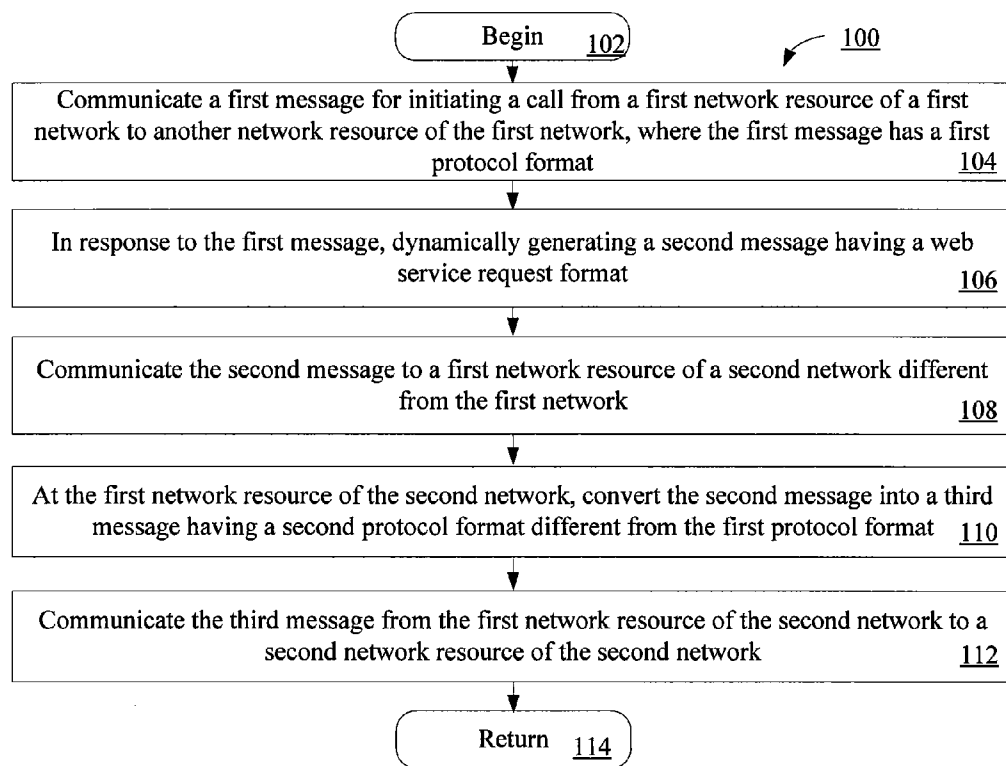 Begin 102
100
Communicate a first message for initiating a call from a first network resource of a first
network to another network resource of the first network, where the first message has a first
protocol format
104
In response to the first message, dynamically generating a second message having a web
service request format
106
Communicate the second message to a first network resource of a second network different
from the first network
108
At the first network resource of the second network, convert the second message into a third
message having a second protocol format different from the first protocol format
110
Communicate the third message from the first network resource of the second network to a
second network resource of the second network
112
Return 114